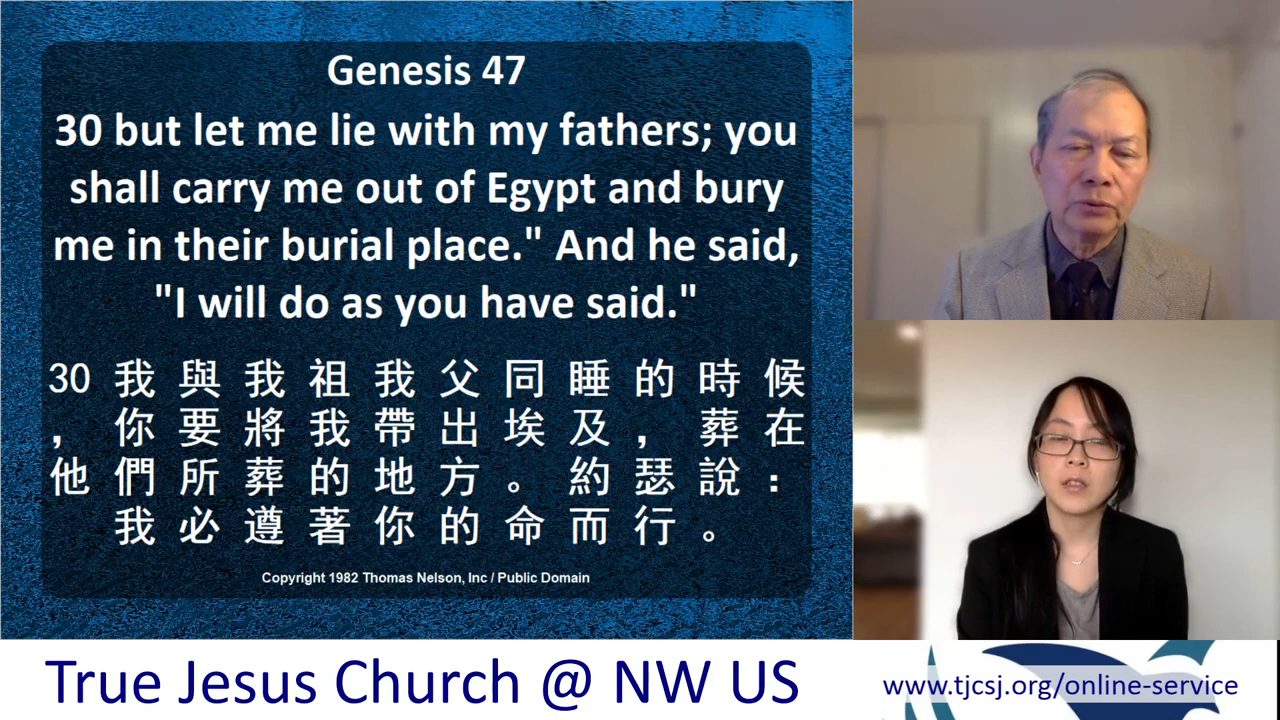 Genesis 47
30 but let me lie with my fathers; you
shall carry me out of Egypt and bury
me in their burial place." And he said,
"I will do as you have said."
30 我與我祖我父同睡的時候
，你要將我帶出埃及，葬在
他們所葬的地方。約瑟說：
我必遵著你的命而行。
Copyright 1982 Thomas Nelson, Inc / Public Domain
True Jesus Church @ NW US
www.tjcsj.org/online-service